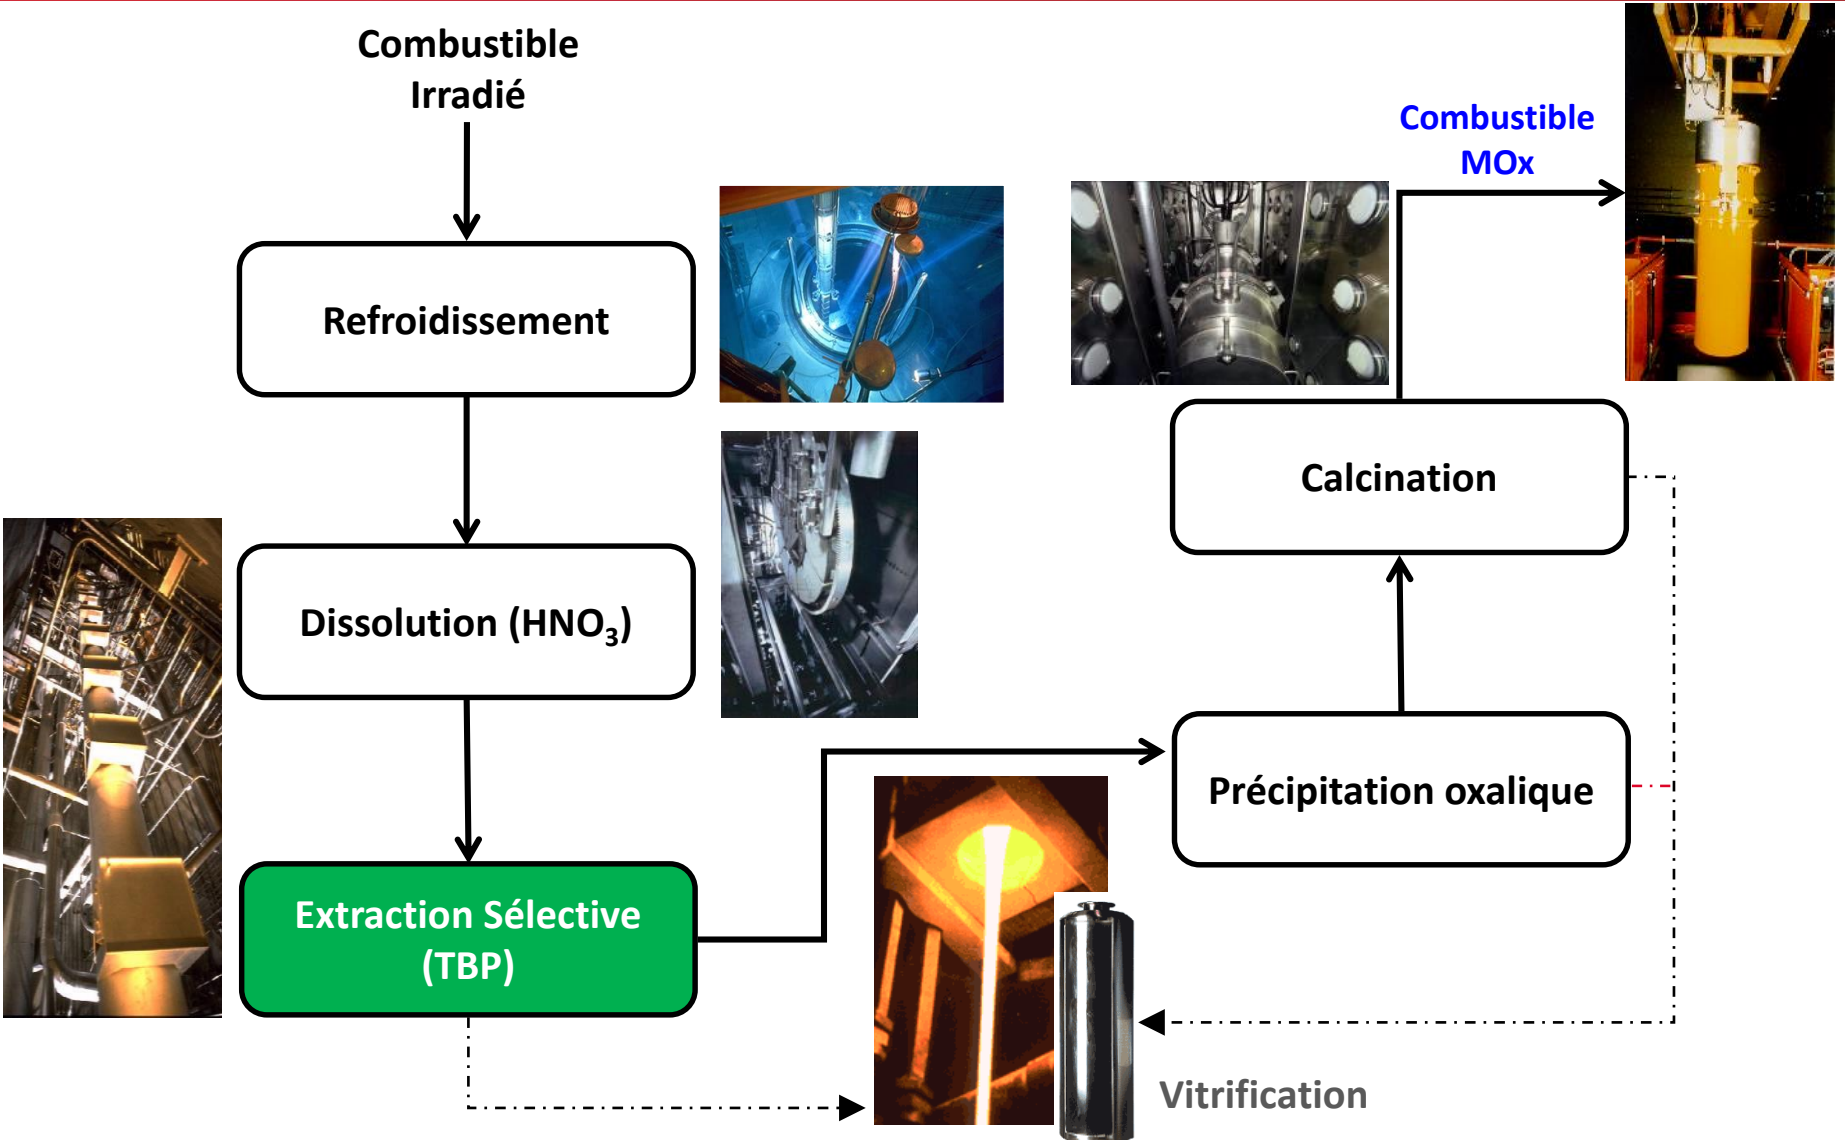 Combustible
Irradié
Refroidissement
Dissolution (HNO₃)
Extraction Sélective
(TBP)
Précipitation oxalique
Calcination
Combustible
MOx
Vitrification